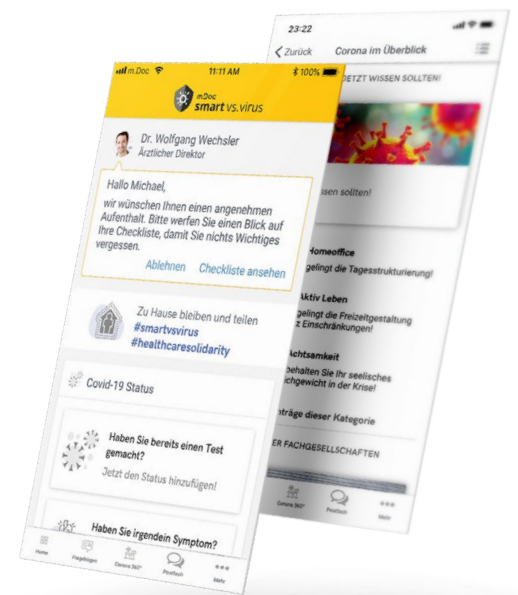 m.Doc
11:11 AM
100%
m.Doc
smart vs.virus
Dr. Wolfgang Wechsler
Ärztlicher Direktor
Hallo Michael,
wir wünschen Ihnen einen angenehmen
Aufenthalt. Bitte werfen Sie einen Blick auf
Ihre Checkliste, damit Sie nichts Wichtiges
vergessen.
Ablehnen Checkliste ansehen
Zu Hause bleiben und teilen
#smartvsvirus
#healthcaresolidarity
Covid-19 Status
Haben Sie bereits einen Test
gemacht?
Jetzt den Status hinzufügen!
Haben Sie irgendein Symptom?
Home
Fragebögen
Corona 360°
Postfach
Mehr
23:22
Zurück Corona im Überblick
JETZT WISSEN SOLLTEN!
ssen sollten!
Homeoffice
gelingt die Tagesstrukturierung!
Aktiv Leben
gelingt die Freizeitgestaltung
z Einschränkungen!
Achtsamkeit
behalten Sie Ihr seelisches
ichgewicht in der Krise!
nträge dieser Kategorie
ER FACHGESELLSCHAFTEN
Corona 360°
Postfach
Mehr